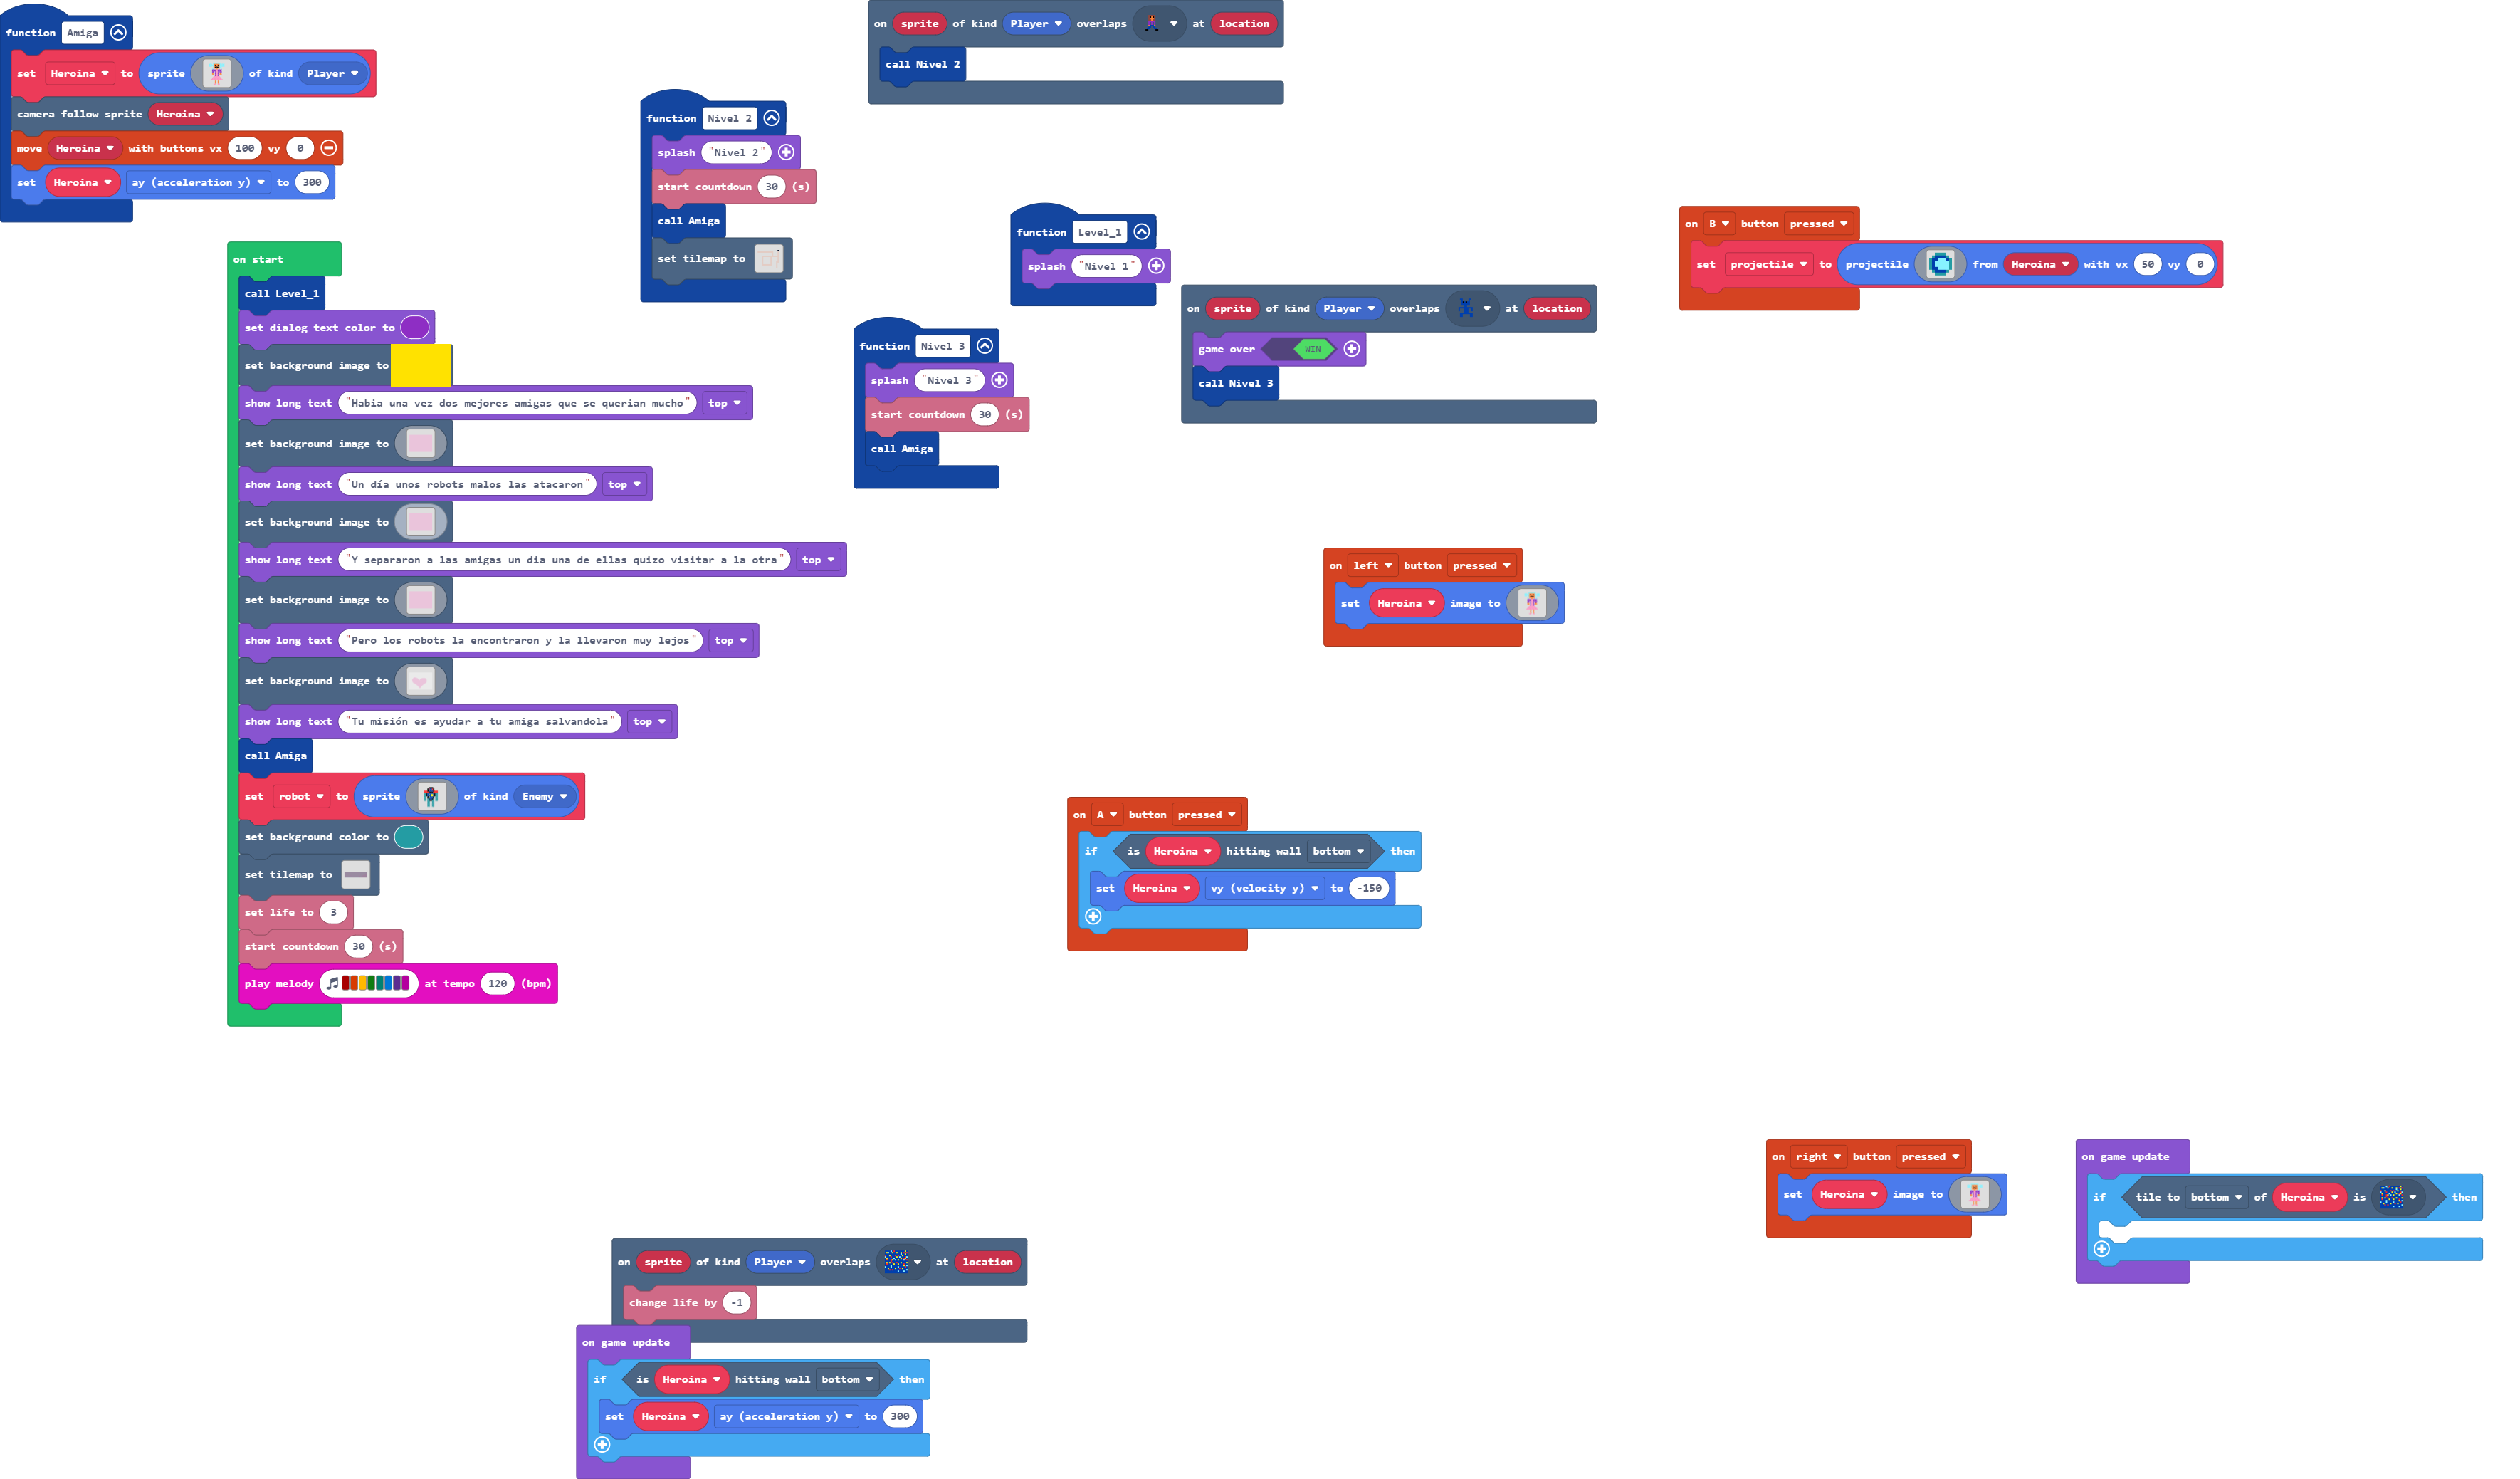 function Amiga
set Heroina to sprite of kind Player
camera follow sprite Heroina
move Heroina with buttons vx 100 vy 0
set Heroina ay (acceleration y) to 300
on sprite of kind Player overlaps at location
call Nivel 2
function Nivel 2
splash "Nivel 2"
start countdown 30 (s)
call Amiga
set tilemap to
function Level_1
splash "Nivel 1"
on B button pressed
set projectile to projectile from Heroina with vx 50 vy 0
on start
call Level_1
set dialog text color to
set background image to
show long text "Habia una vez dos mejores amigas que se querian mucho" top
set background image to
show long text "Un día unos robots malos las atacaron" top
set background image to
show long text "Y separaron a las amigas un dia una de ellas quizo visitar a la otra" top
set background image to
show long text "Pero los robots la encontraron y la llevaron muy lejos" top
set background image to
show long text "Tu misión es ayudar a tu amiga salvandola" top
call Amiga
set robot to sprite of kind Enemy
set background color to
set tilemap to
set life to 3
start countdown 30 (s)
play melody at tempo 120 (bpm)
function Nivel 3
splash "Nivel 3"
start countdown 30 (s)
call Amiga
on sprite of kind Player overlaps at location
game over WIN
call Nivel 3
on left button pressed
set Heroina image to
on A button pressed
if is Heroina hitting wall bottom then
set Heroina vy (velocity y) to -150
on right button pressed
set Heroina image to
on game update
if tile to bottom of Heroina is then
on sprite of kind Player overlaps at location
change life by -1
on game update
if is Heroina hitting wall bottom then
set Heroina ay (acceleration y) to 300